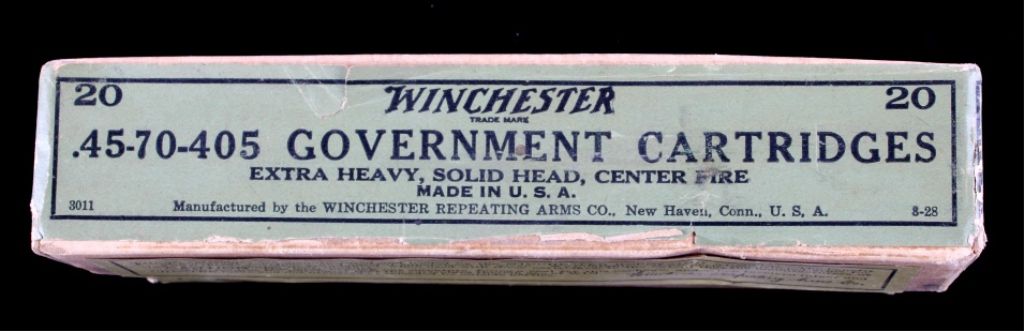 20 WINCHESTER 20
TRADE MARK
.45-70-405 GOVERNMENT CARTRIDGES
EXTRA HEAVY, SOLID HEAD, CENTER FIRE
MADE IN U. S. A.
3011 Manufactured by the WINCHESTER REPEATING ARMS CO., New Haven, Conn., U. S. A. 8-28